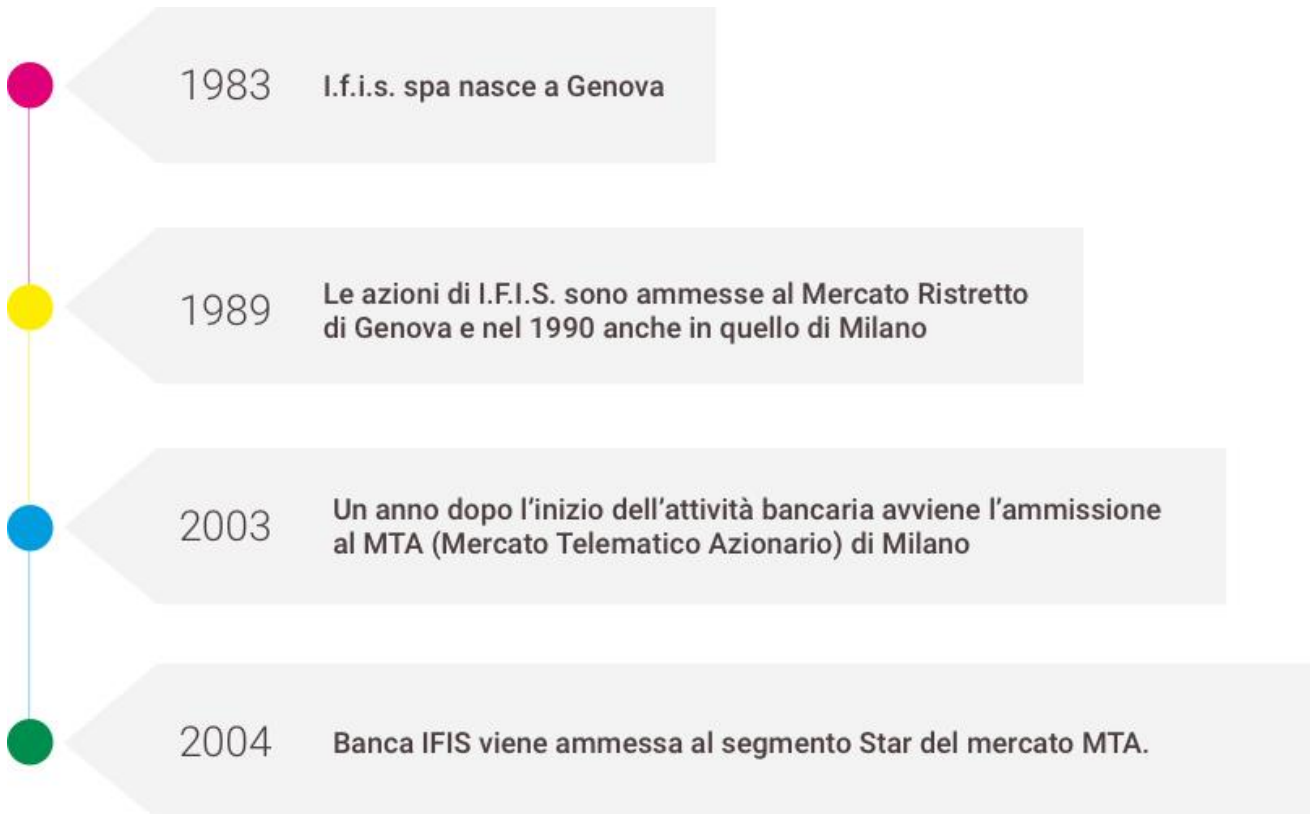 1983 I.f.i.s. spa nasce a Genova
1989 Le azioni di I.F.I.S. sono ammesse al Mercato Ristretto
di Genova e nel 1990 anche in quello di Milano
2003 Un anno dopo l’inizio dell’attività bancaria avviene l’ammissione
al MTA (Mercato Telematico Azionario) di Milano
2004 Banca IFIS viene ammessa al segmento Star del mercato MTA.